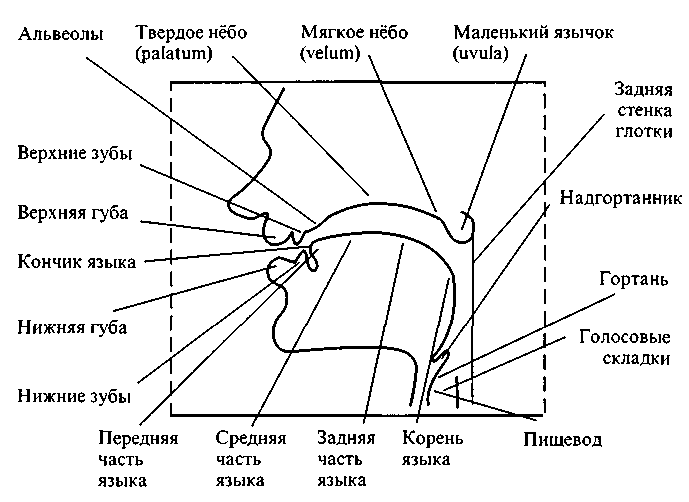 Альвеолы
Твердое нёбо
(palatum)
Мягкое нёбо
(velum)
Маленький язычок
(uvula)
Задняя
стенка
глотки
Верхние зубы
Верхняя губа
Надгортанник
Кончик языка
Гортань
Нижняя губа
Голосовые
складки
Нижние зубы
Передняя
часть
языка
Средняя
часть
языка
Задняя
часть
языка
Корень
языка
Пищевод